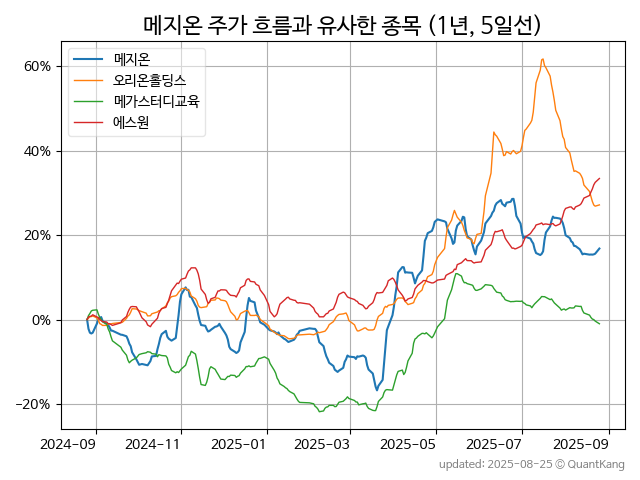 메지온 주가 흐름과 유사한 종목 (1년, 5일선)
메지온
오리온홀딩스
메가스터디교육
에스원
60%
40%
20%
0%
−20%
2024-09 2024-11 2025-01 2025-03 2025-05 2025-07 2025-09
updated: 2025-08-25 © QuantKang